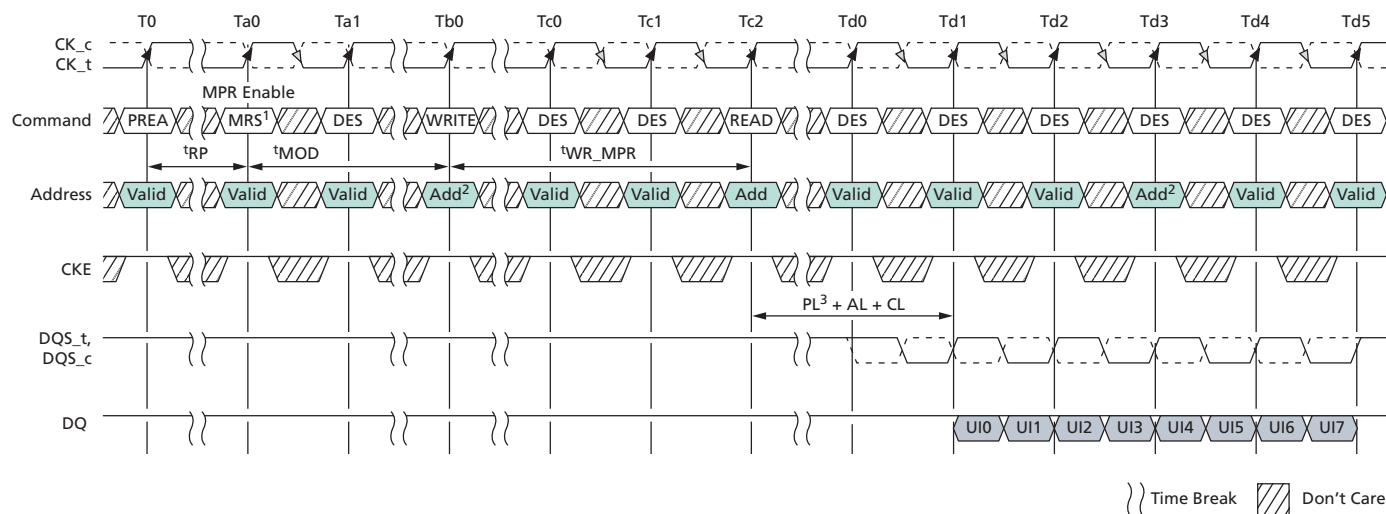 T0 Ta0 Ta1 Tb0 Tc0 Tc1 Tc2 Td0 Td1 Td2 Td3 Td4 Td5
CK_c
CK_t
MPR Enable
Command PREA MRS1 DES WRITE DES DES READ DES DES DES DES DES DES
tRP tMOD tWR_MPR
Address Valid Valid Valid Add2 Valid Valid Add Valid Valid Valid Add2 Valid Valid
CKE
PL3 + AL + CL
DQS_t,
DQS_c
DQ UI0 UI1 UI2 UI3 UI4 UI5 UI6 UI7
Time Break Don't Care